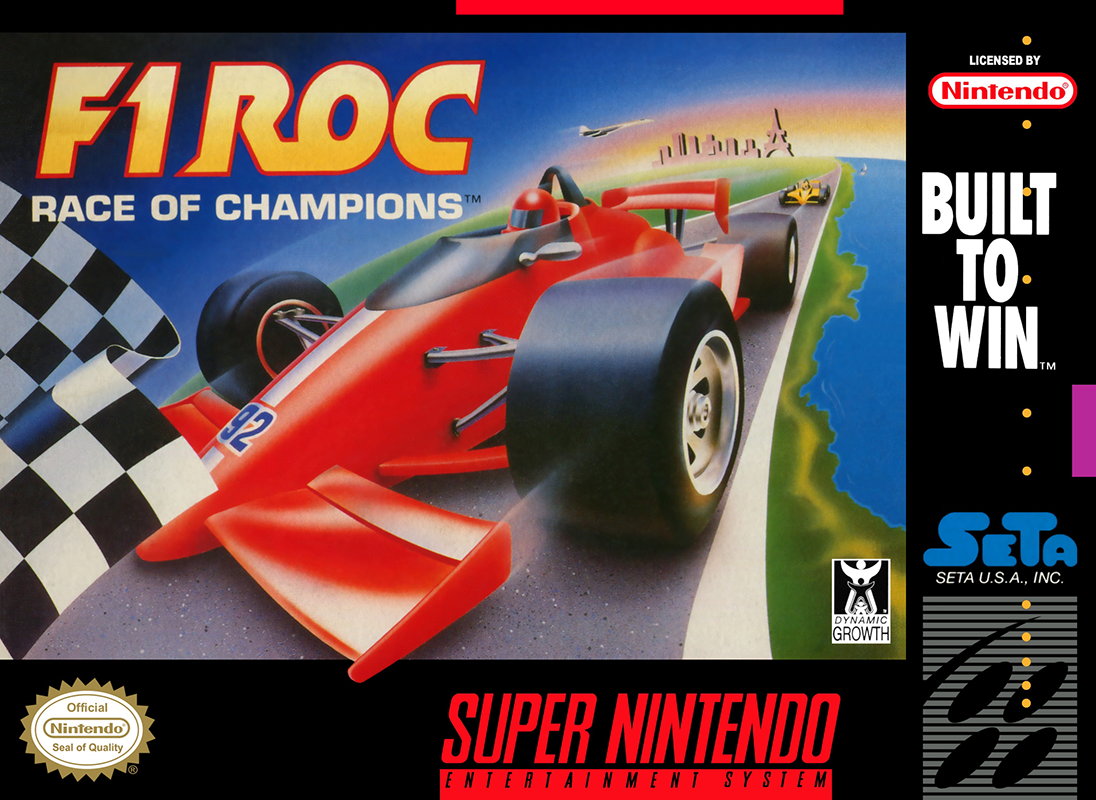 F1 ROC
RACE OF CHAMPIONS™
92
DYNAMIC
GROWTH
LICENSED BY
Nintendo®
BUILT
TO
WIN™
SETA
SETA U.S.A., INC.
Official
Nintendo®
Seal of Quality
®
SUPER NINTENDO
ENTERTAINMENT SYSTEM